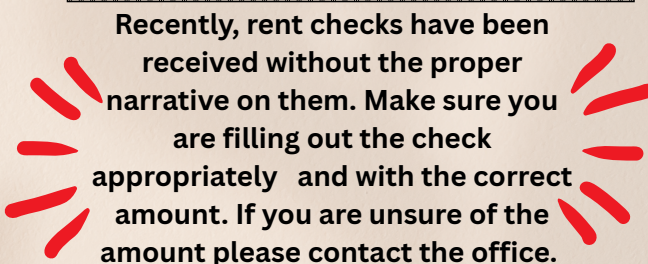 Recently, rent checks have been
received without the proper
narrative on them. Make sure you
are filling out the check
appropriately   and with the correct
amount. If you are unsure of the
amount please contact the office.